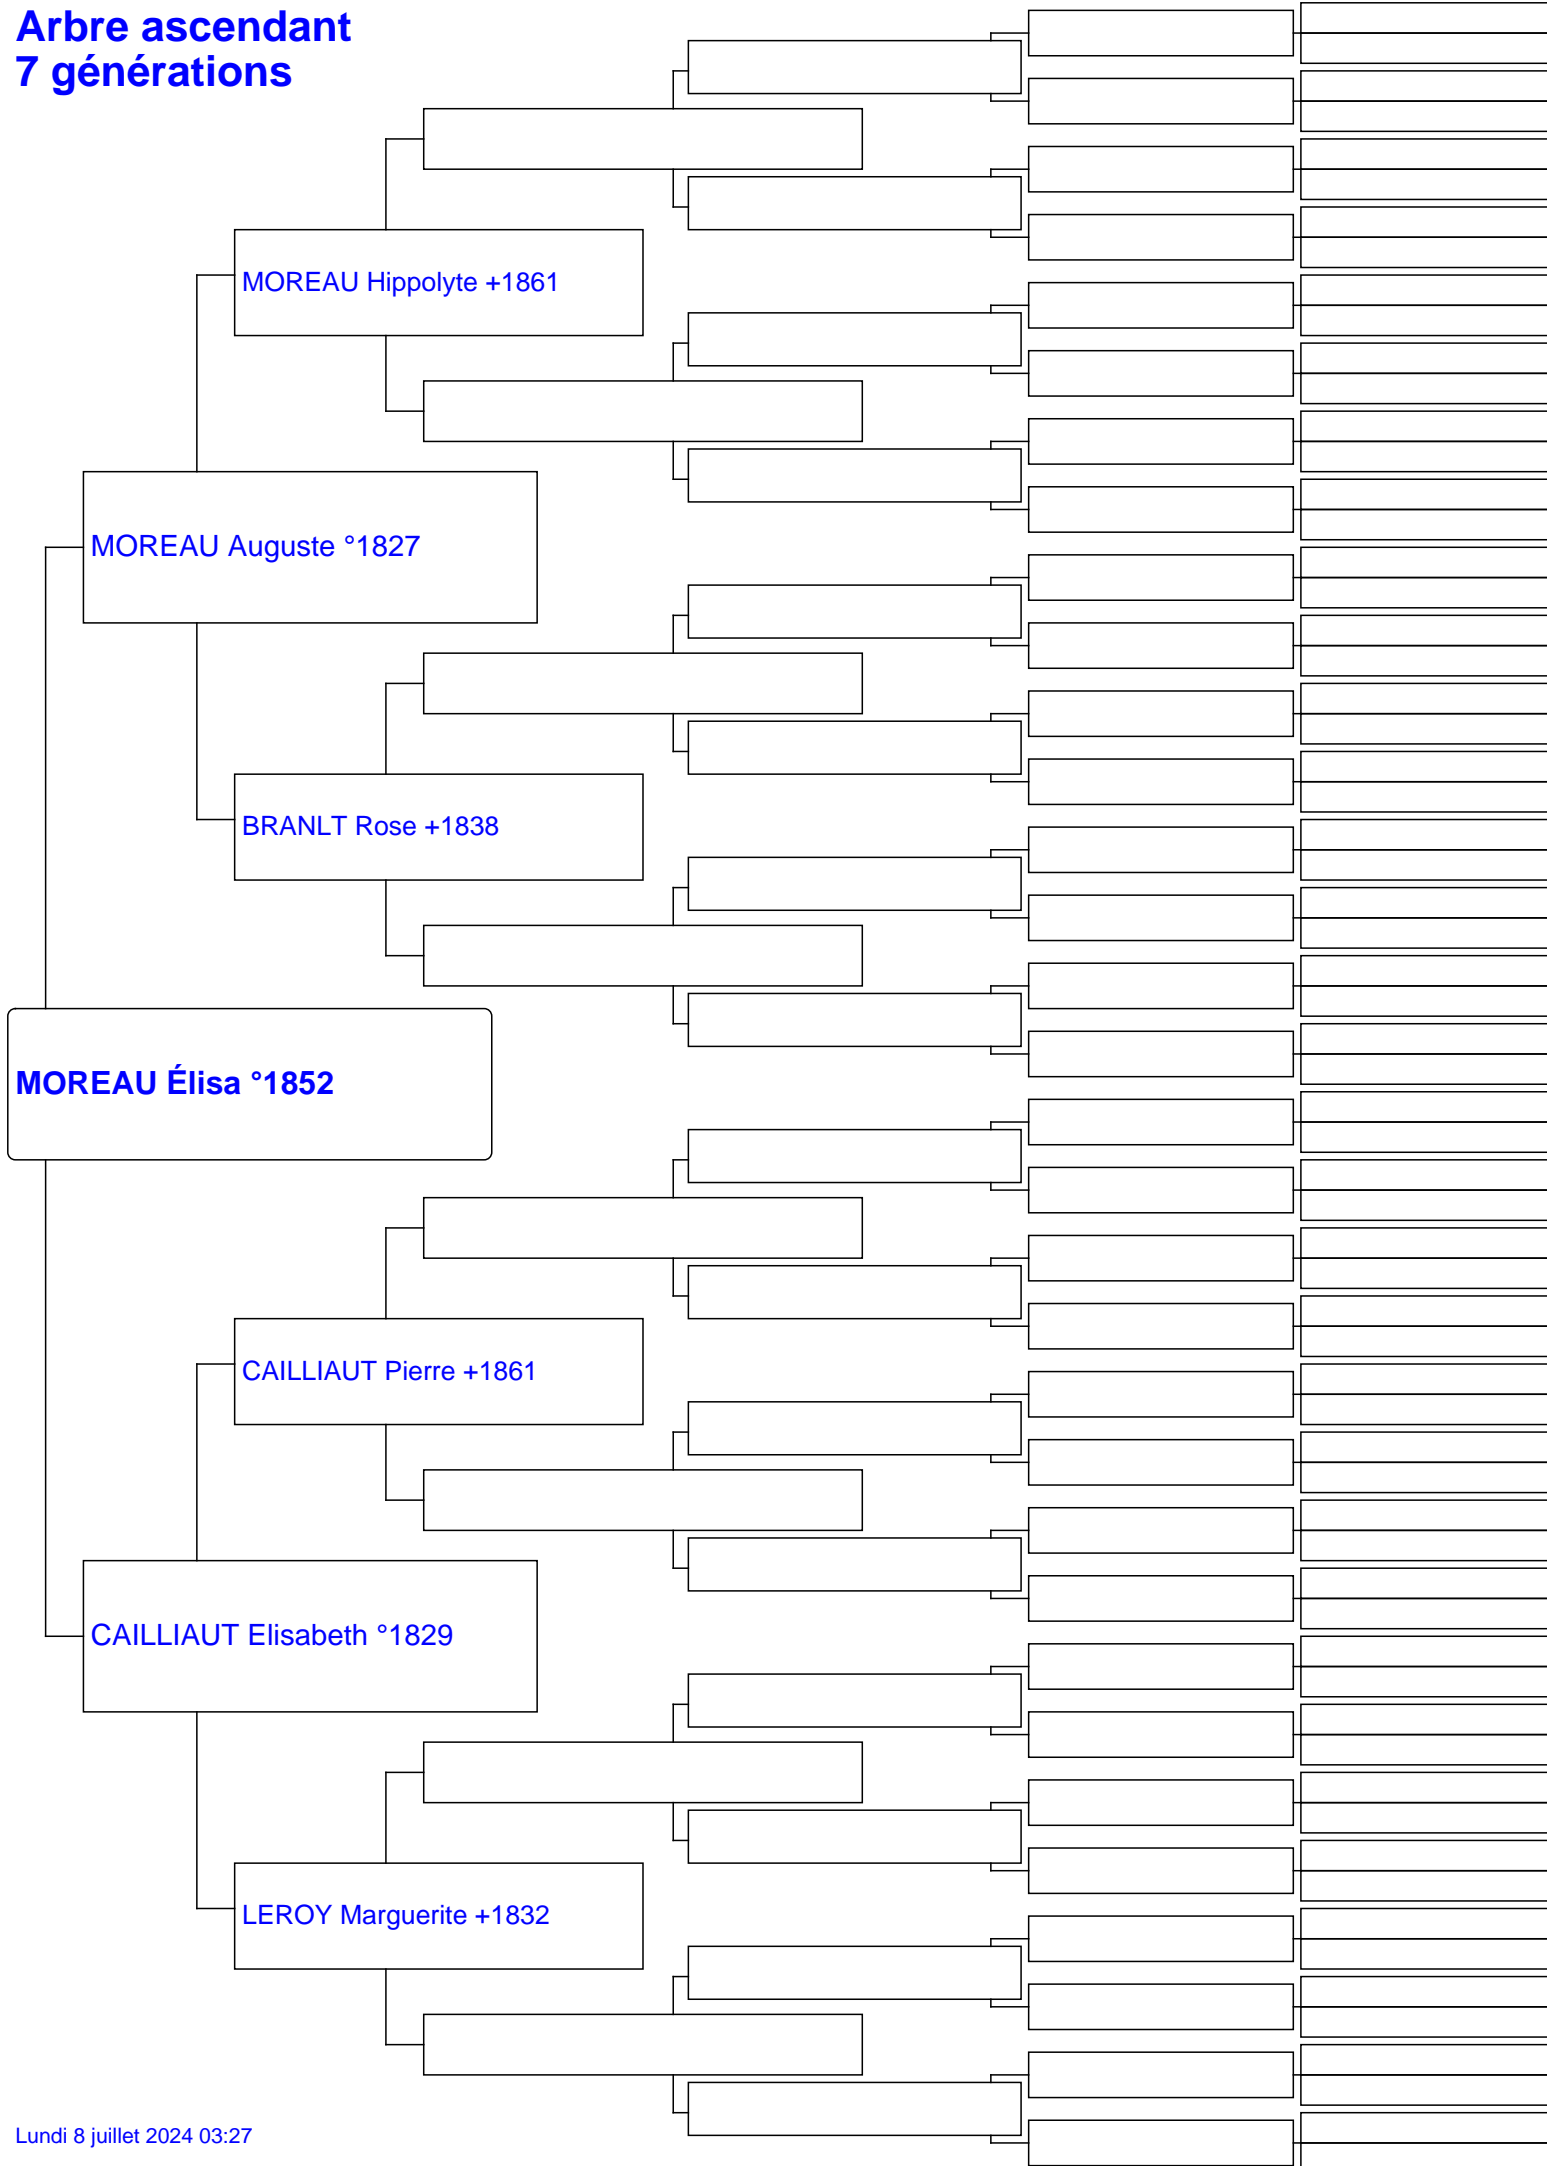 Arbre ascendant
7 générations
MOREAU Hippolyte +1861
MOREAU Auguste °1827
BRANLT Rose +1838
MOREAU Élisa °1852
CAILLIAUT Pierre +1861
CAILLIAUT Elisabeth °1829
LEROY Marguerite +1832
Lundi 8 juillet 2024 03:27